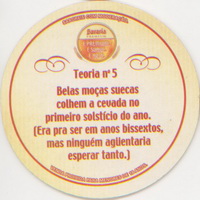 Bavaria
Teoria nº 5
Belas moças suecas
colhem a cevada no
primeiro solstício do ano.
(Era pra ser em anos bissextos,
mas ninguém agüentaria
esperar tanto.)